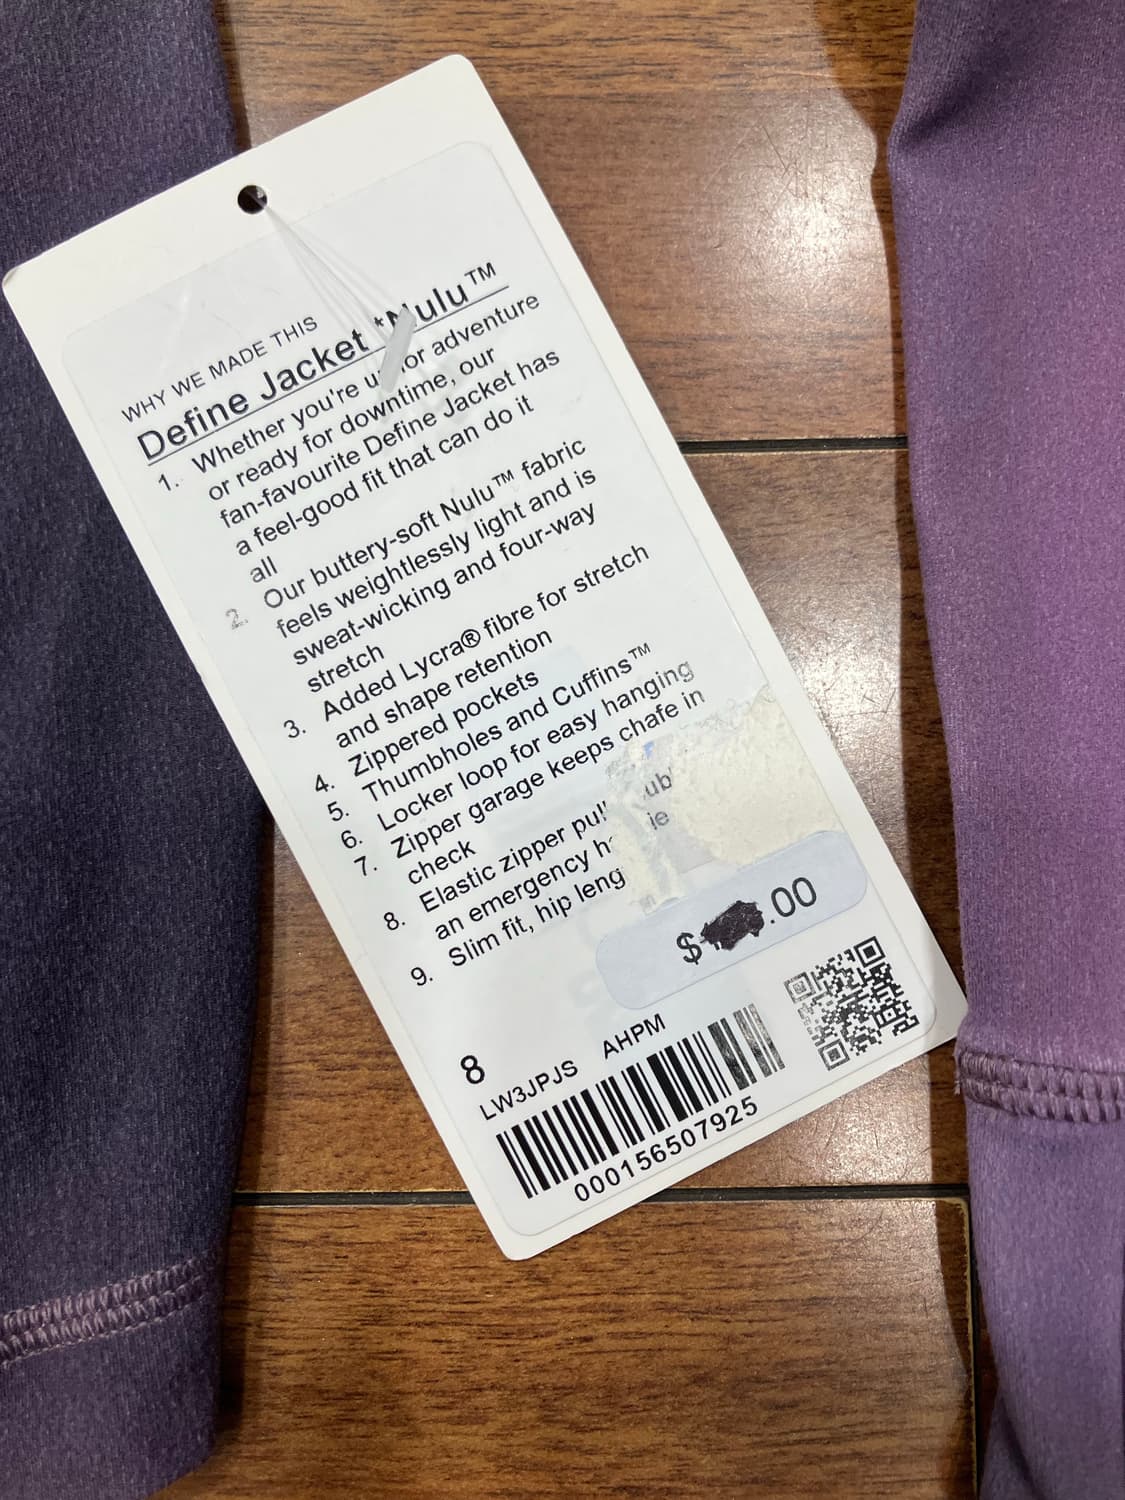 WHY WE MADE THIS
Define Jacket *Nulu™
1. Whether you're up for adventure
or ready for downtime, our
fan-favourite Define Jacket has
a feel-good fit that can do it
all
2. Our buttery-soft Nulu™ fabric
feels weightlessly light and is
sweat-wicking and four-way
stretch
3. Added Lycra® fibre for stretch
and shape retention
4. Zippered pockets
5. Thumbholes and Cuffins™
6. Locker loop for easy hanging
7. Zipper garage keeps chafe in
check
8. Elastic zipper pull
an emergency
9. Slim fit, hip
$ .00
8
LW3JPJS AHPM
000156507925